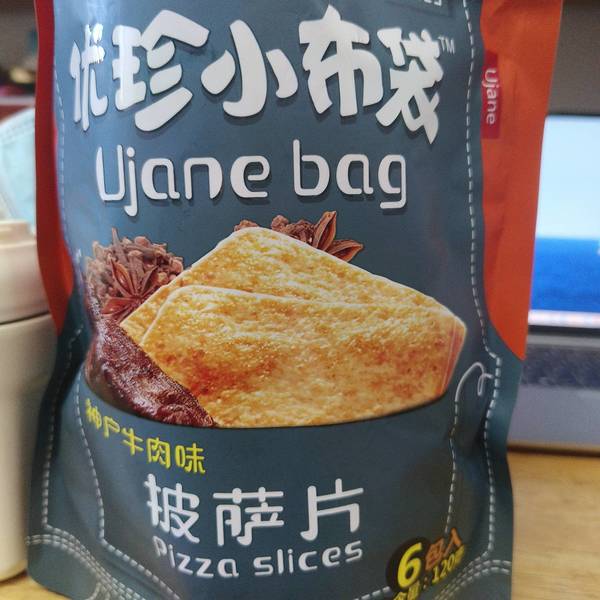 优珍小布袋™
Ujane
Ujane bag
神户牛肉味
披萨片
Pizza slices
6包入